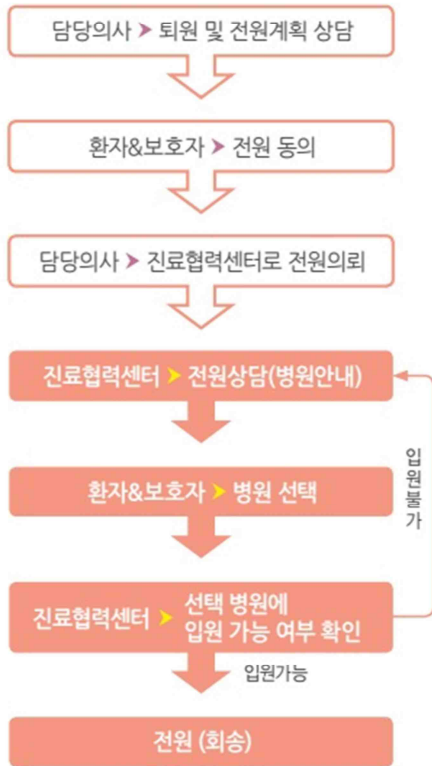 담당의사 > 퇴원 및 전원계획 상담
환자&보호자 > 전원 동의
담당의사 > 진료협력센터로 전원의뢰
진료협력센터 > 전원상담(병원안내)
환자&보호자 > 병원 선택
입원불가
진료협력센터 > 선택 병원에
입원 가능 여부 확인
입원가능
전원 (회송)